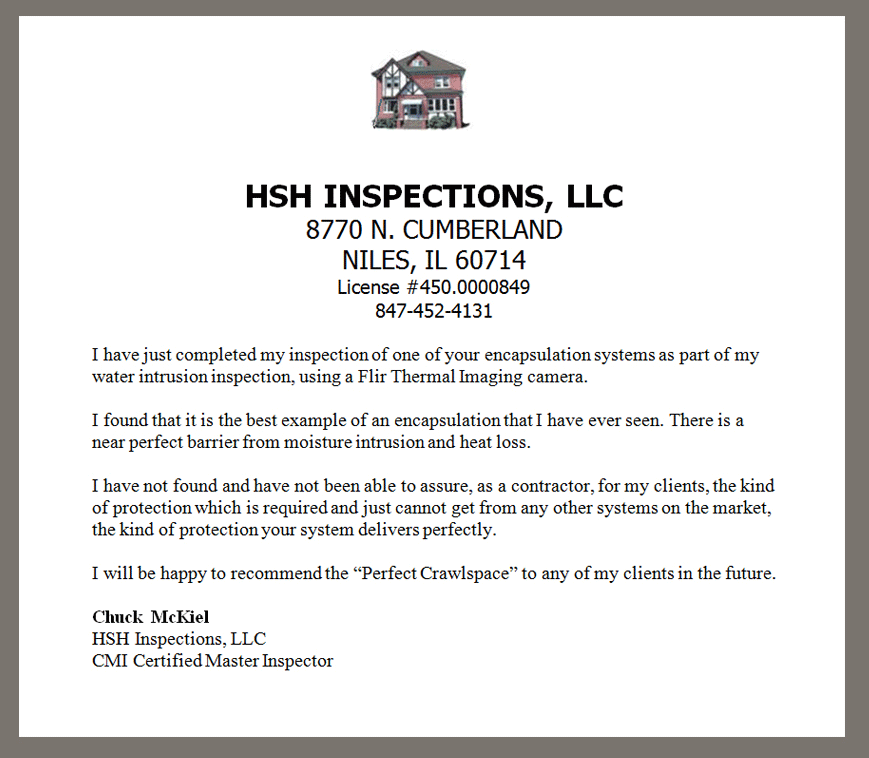 HSH INSPECTIONS, LLC
8770 N. CUMBERLAND
NILES, IL 60714
License #450.0000849
847-452-4131
I have just completed my inspection of one of your encapsulation systems as part of my
water intrusion inspection, using a Flir Thermal Imaging camera.
I found that it is the best example of an encapsulation that I have ever seen. There is a
near perfect barrier from moisture intrusion and heat loss.
I have not found and have not been able to assure, as a contractor, for my clients, the kind
of protection which is required and just cannot get from any other systems on the market,
the kind of protection your system delivers perfectly.
I will be happy to recommend the “Perfect Crawlspace” to any of my clients in the future.
Chuck McKiel
HSH Inspections, LLC
CMI Certified Master Inspector